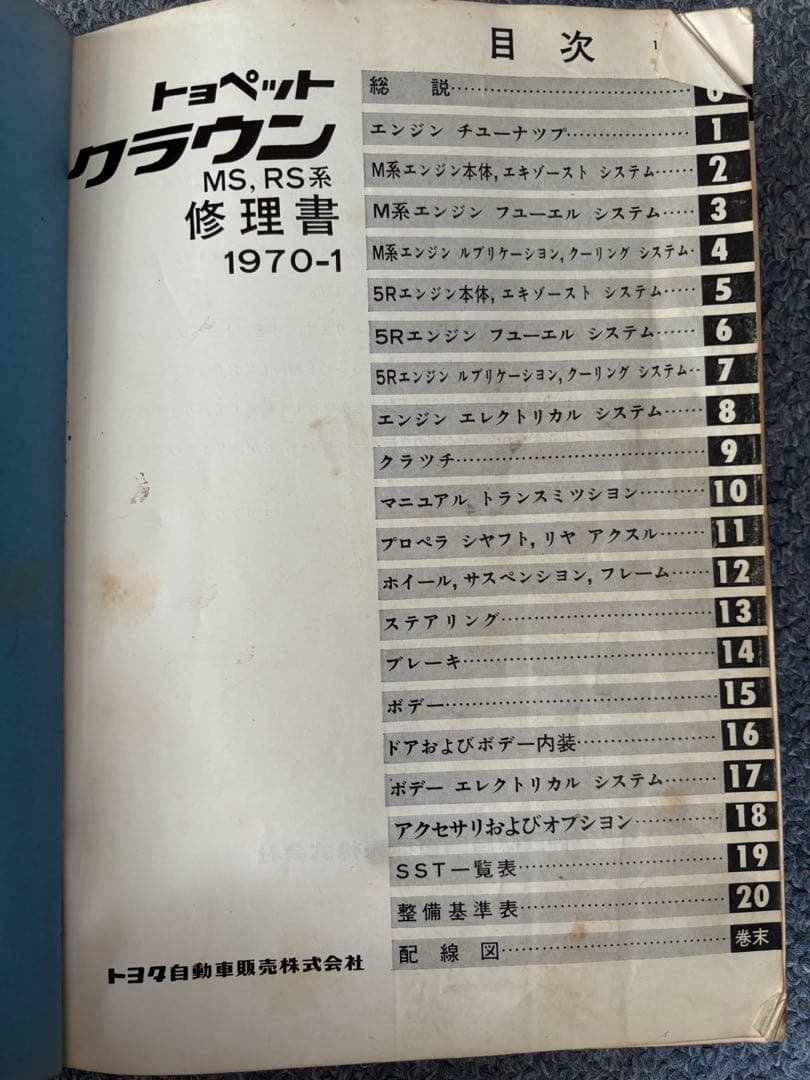 トヨペット
クラウン
MS, RS系
修理書
1970-1
トヨタ自動車販売株式会社
目次
総説 0
エンジン チユーナツプ 1
M系エンジン本体, エキゾースト システム 2
M系エンジン フユーエル システム 3
M系エンジン ルブリケーシヨン, クーリング システム 4
5Rエンジン本体, エキゾースト システム 5
5Rエンジン フユーエル システム 6
5Rエンジン ルブリケーシヨン, クーリング システム 7
エンジン エレクトリカル システム 8
クラツチ 9
マニユアル トランスミツシヨン 10
プロペラ シヤフト, リヤ アクスル 11
ホイール, サスペンシヨン, フレーム 12
ステアリング 13
ブレーキ 14
ボデー 15
ドアおよびボデー内装 16
ボデー エレクトリカル システム 17
アクセサリおよびオプシヨン 18
SST一覧表 19
整備基準表 20
配線図 巻末